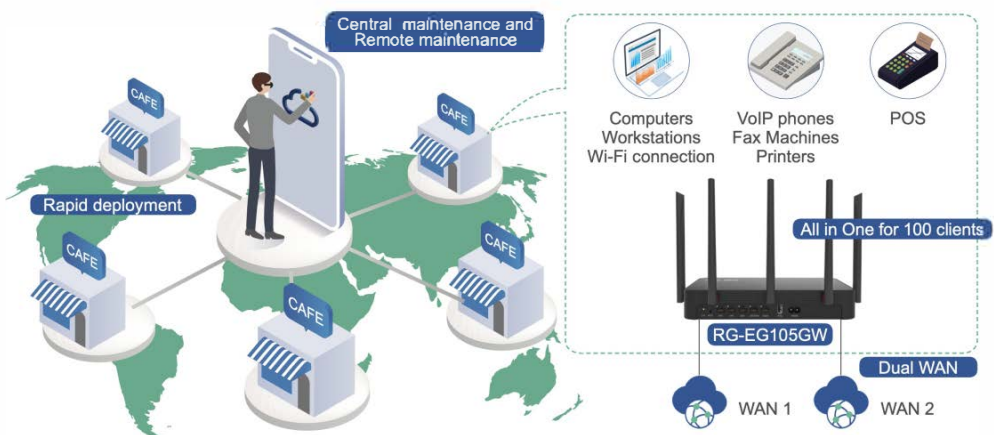 Central maintenance and
Remote maintenance
CAFE
CAFE
Rapid deployment
CAFE
CAFE
CAFE
Computers
Workstations
Wi-Fi connection
VoIP phones
Fax Machines
Printers
POS
All in One for 100 clients
RG-EG105GW
Dual WAN
WAN 1
WAN 2